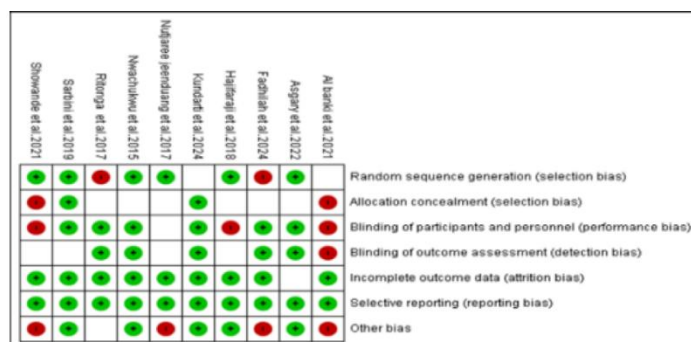 Showande et al.2021
Sarbini et al.2019
Ritonga et al.2017
Nwachukwu et al.2015
Nutjaree jeenduang et al.2017
Kundarti et al.2024
Hajifaraji et al.2018
Fadhilah et al.2024
Asgary et al.2022
Al banki et al.2021
Random sequence generation (selection bias)
Allocation concealment (selection bias)
Blinding of participants and personnel (performance bias)
Blinding of outcome assessment (detection bias)
Incomplete outcome data (attrition bias)
Selective reporting (reporting bias)
Other bias